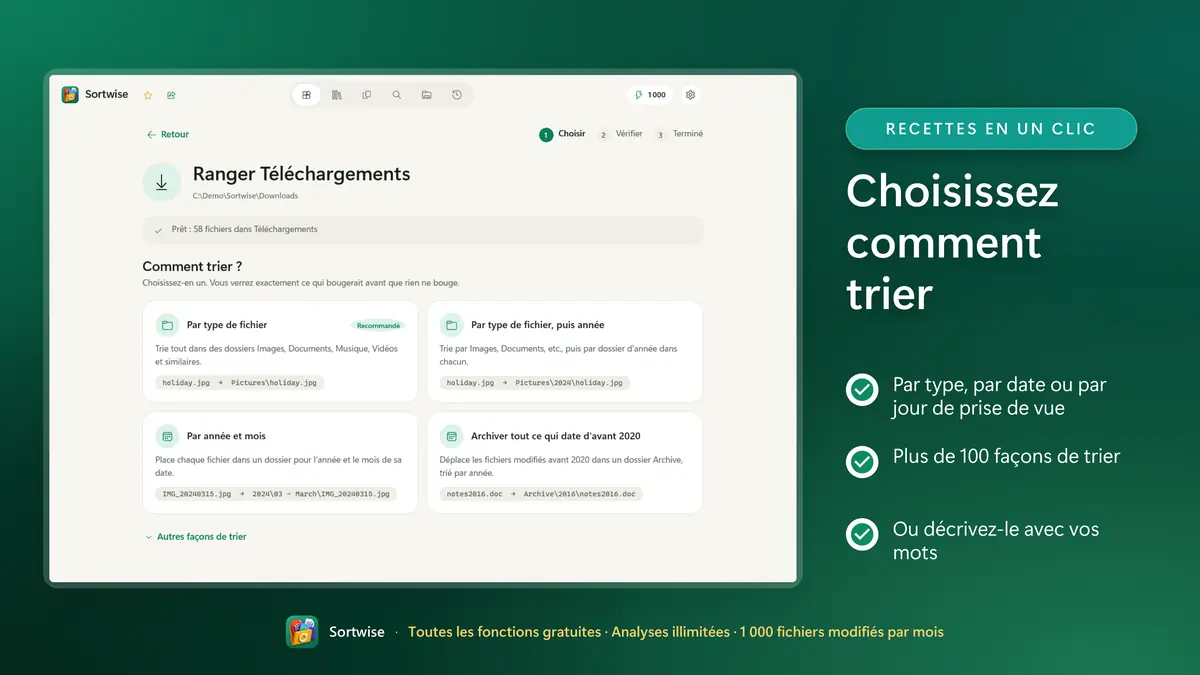 Sortwise
1000
Retour
1 Choisir 2 Vérifier 3 Terminé
Ranger Téléchargements
C:\Demo\Sortwise\Downloads
Prêt : 58 fichiers dans Téléchargements
Comment trier ?
Choisissez-en un. Vous verrez exactement ce qui bougerait avant que rien ne bouge.
Par type de fichier
Recommandé
Trie tout dans des dossiers Images, Documents, Musique, Vidéos
et similaires.
holiday.jpg → Pictures\holiday.jpg
Par type de fichier, puis année
Trie par Images, Documents, etc., puis par dossier d'année dans
chacun.
holiday.jpg → Pictures\2024\holiday.jpg
Par année et mois
Place chaque fichier dans un dossier pour l'année et le mois de sa
date.
IMG_20240315.jpg → 2024\03 - March\IMG_20240315.jpg
Archiver tout ce qui date d'avant 2020
Déplace les fichiers modifiés avant 2020 dans un dossier Archive,
trié par année.
notes2016.doc → Archive\2016\notes2016.doc
Autres façons de trier
RECETTES EN UN CLIC
Choisissez
comment
trier
Par type, par date ou par
jour de prise de vue
Plus de 100 façons de trier
Ou décrivez-le avec vos
mots
Sortwise · Toutes les fonctions gratuites · Analyses illimitées · 1 000 fichiers modifiés par mois